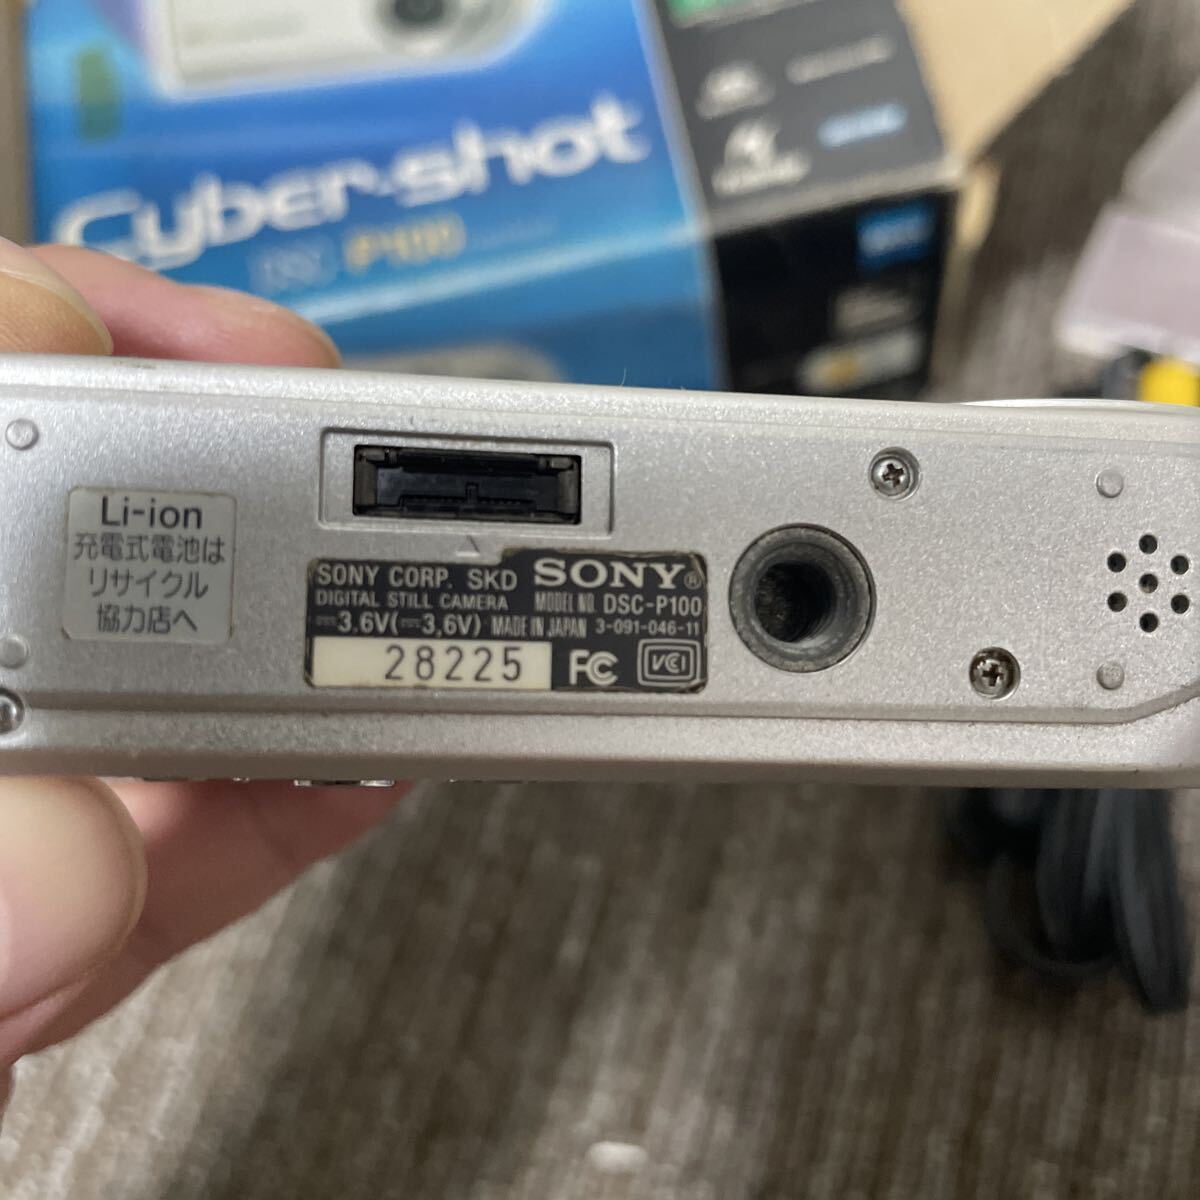 Cyber-shot
DSC-P100
Li-ion
充電式電池は
リサイクル
協力店へ
SONY CORP. SKD SONY®
DIGITAL STILL CAMERA MODEL NO. DSC-P100
⎓3.6V(⎓3,6V) MADE IN JAPAN 3-091-046-11
28225 FC VCCI